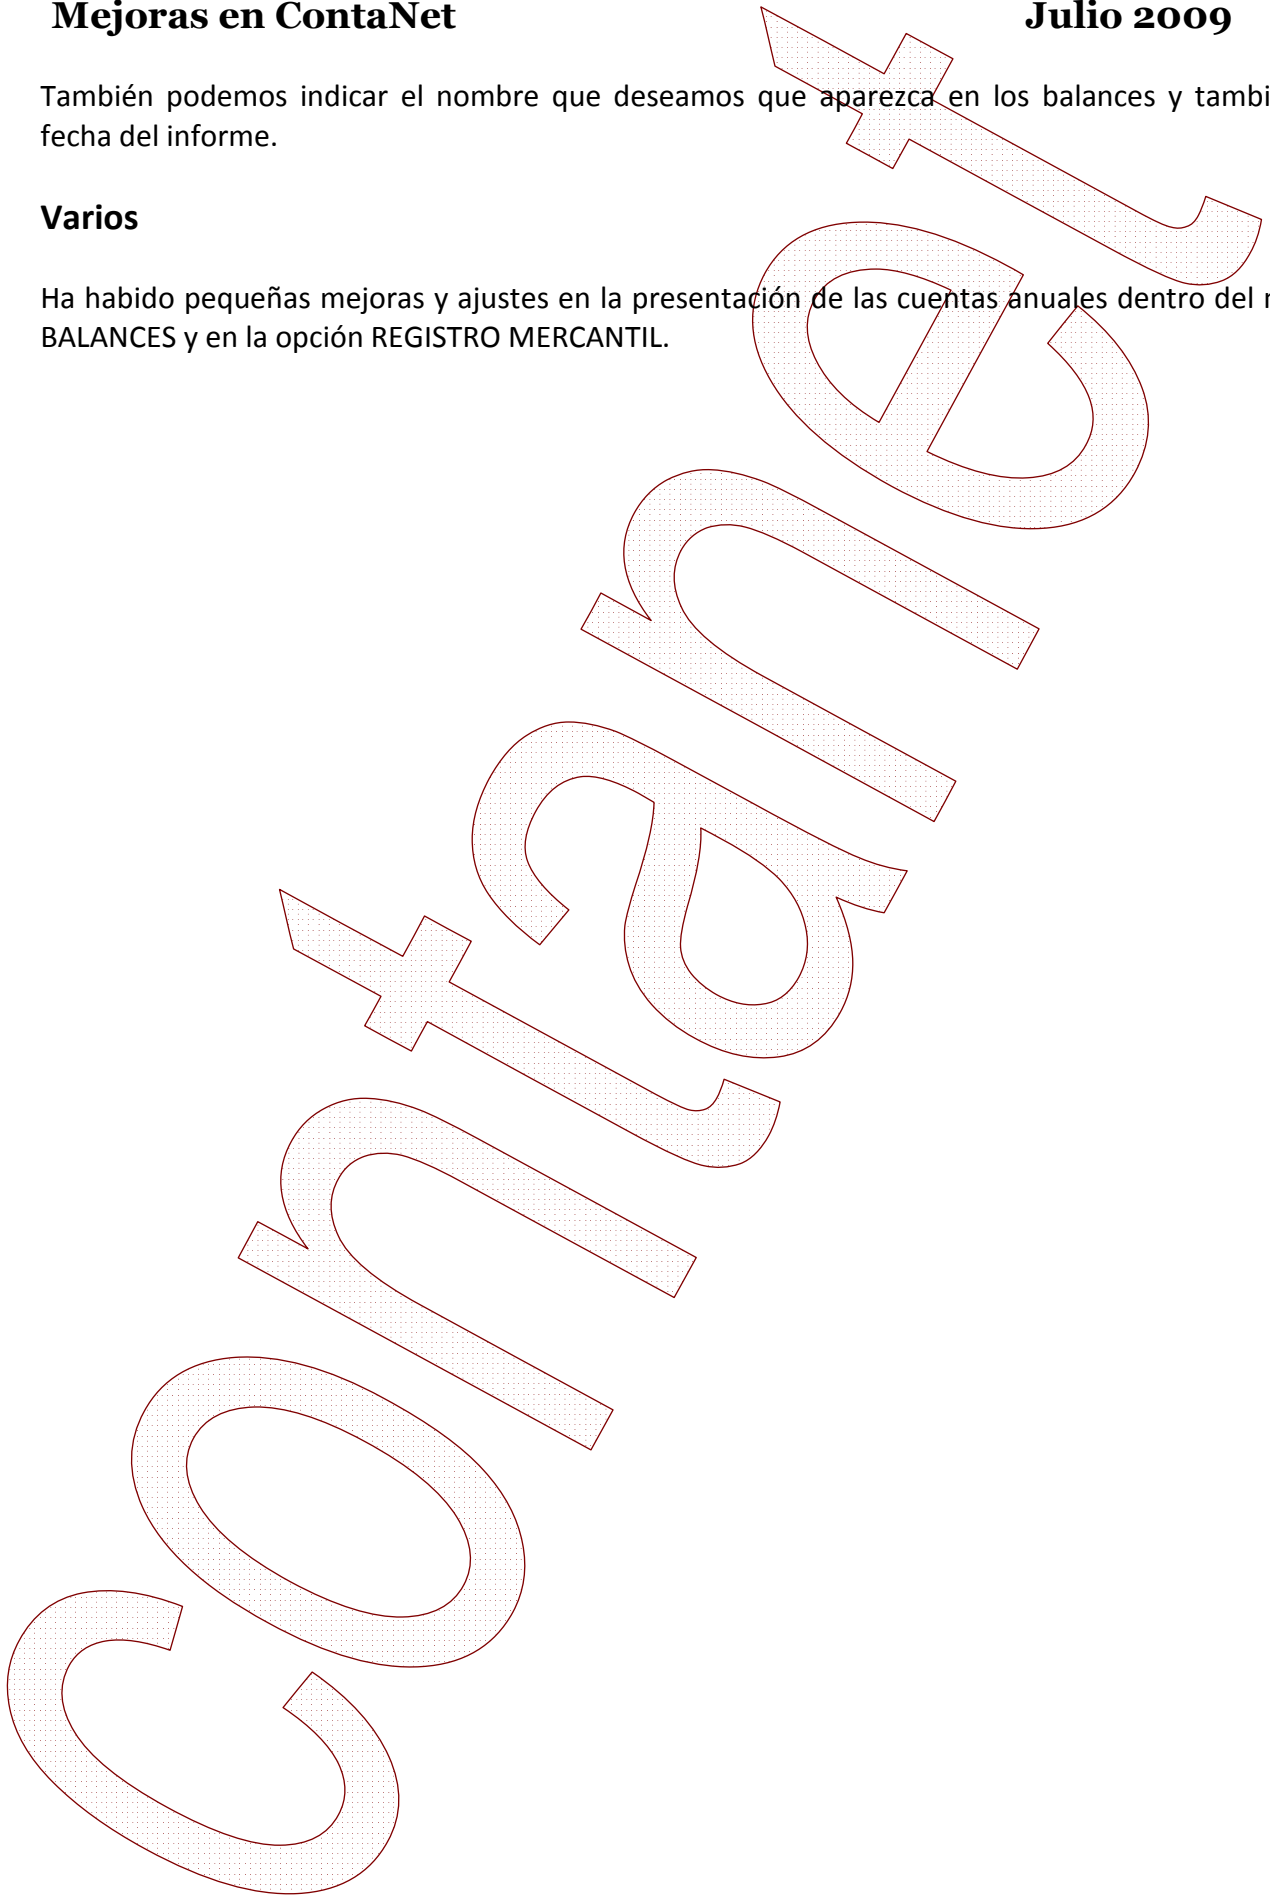 Mejoras en ContaNet Julio 2009
También podemos indicar el nombre que deseamos que aparezca en los balances y tambi
fecha del informe.
Varios
Ha habido pequeñas mejoras y ajustes en la presentación de las cuentas anuales dentro del
BALANCES y en la opción REGISTRO MERCANTIL.
contanet